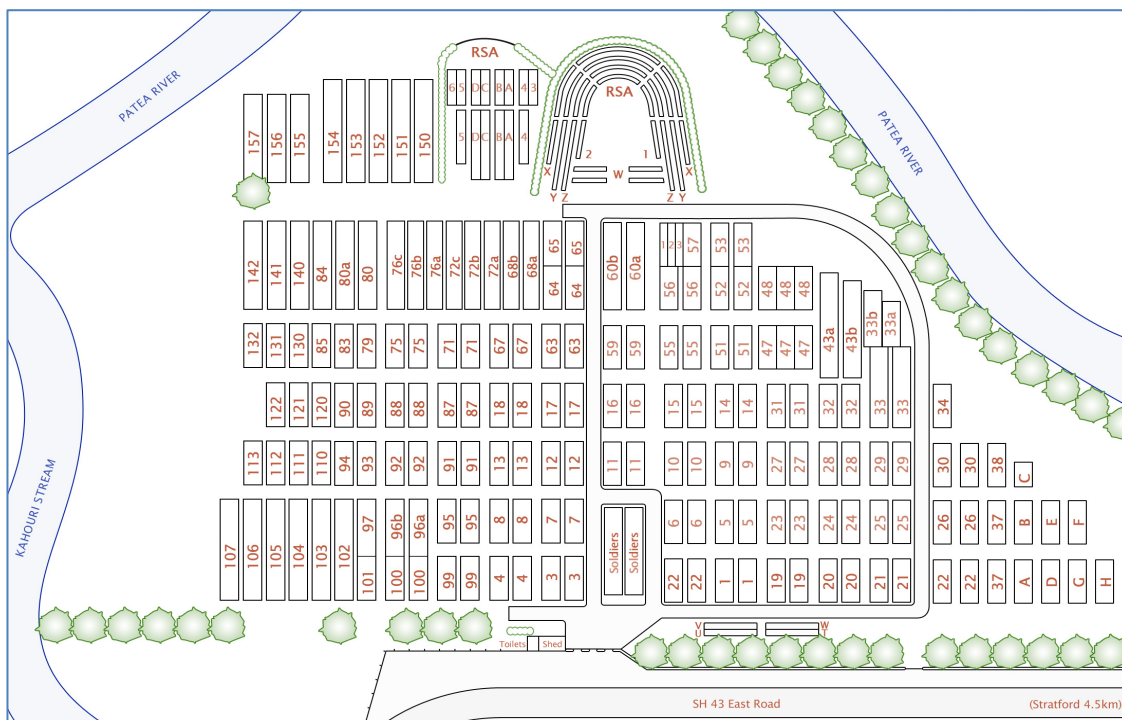 PATEA RIVER
PATEA RIVER
KAHOURI STREAM
RSA
6 5 D C B A 4 3
5 D C B A 4
RSA
2 1
W
X X
Y Z Z Y
157 156 155 154 153 152 151 150
142 141 140 84 80a 80 76c 76b 76a 72c 72b 72a 68b 68a 65 65 60b 60a 1 2 3 57 53 53
64 64 56 56 52 52 48 48 48 43a 43b 33b 33a
132 131 130 85 83 79 75 75 71 71 67 67 63 63 59 59 55 55 51 51 47 47 47
122 121 120 90 89 88 88 87 87 18 18 17 17 16 16 15 15 14 14 31 31 32 32 33 33 34
113 112 111 110 94 93 92 92 91 91 13 13 12 12 11 11 10 10 9 9 27 27 28 28 29 29 30 30 38 C
97 96b 96a 95 95 8 8 7 7 6 6 5 5 23 23 24 24 25 25 26 26 37 B E F
107 106 105 104 103 102
Soldiers Soldiers
101 100 100 99 99 4 4 3 3 22 22 1 1 19 19 20 20 21 21 22 22 37 A D G H
V W
U T
Toilets Shed
SH 43 East Road
(Stratford 4.5km)